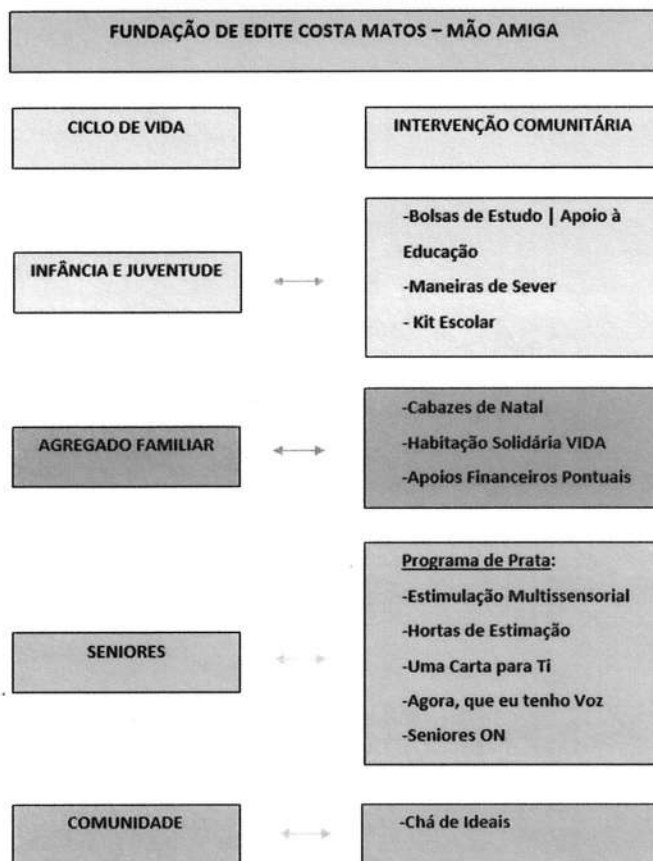 FUNDAÇÃO DE EDITE COSTA MATOS – MÃO AMIGA
CICLO DE VIDA
INTERVENÇÃO COMUNITÁRIA
INFÂNCIA E JUVENTUDE
-Bolsas de Estudo | Apoio à
Educação
-Maneiras de Sever
- Kit Escolar
AGREGADO FAMILIAR
-Cabazes de Natal
-Habitação Solidária VIDA
-Apoios Financeiros Pontuais
SENIORES
Programa de Prata:
-Estimulação Multissensorial
-Hortas de Estimação
-Uma Carta para Ti
-Agora, que eu tenho Voz
-Seniores ON
COMUNIDADE
-Chá de Ideais